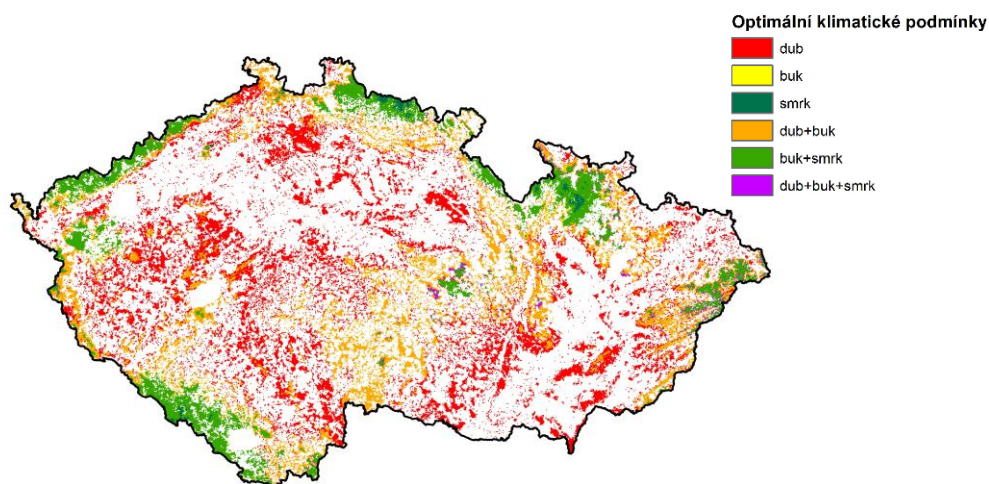 Optimální klimatické podmínky
dub
buk
smrk
dub+buk
buk+smrk
dub+buk+smrk